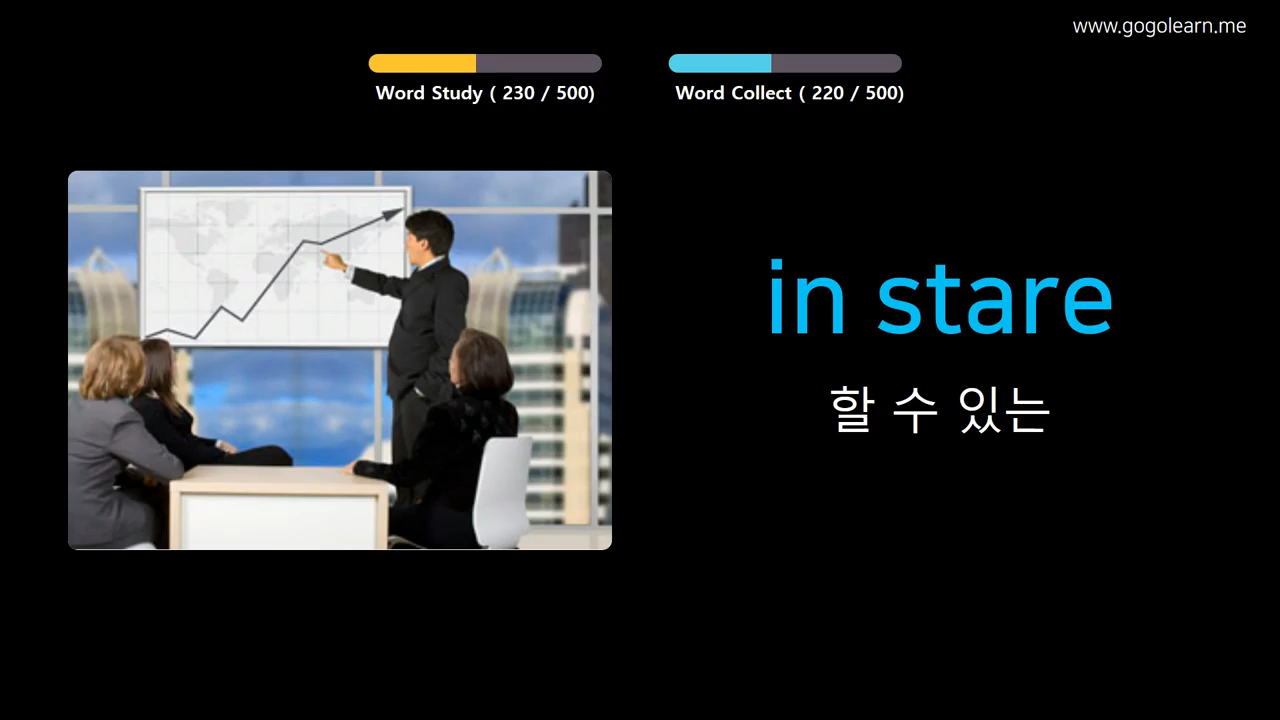 www.gogolearn.me
Word Study ( 230 / 500)
Word Collect ( 220 / 500)
in stare
할 수 있는